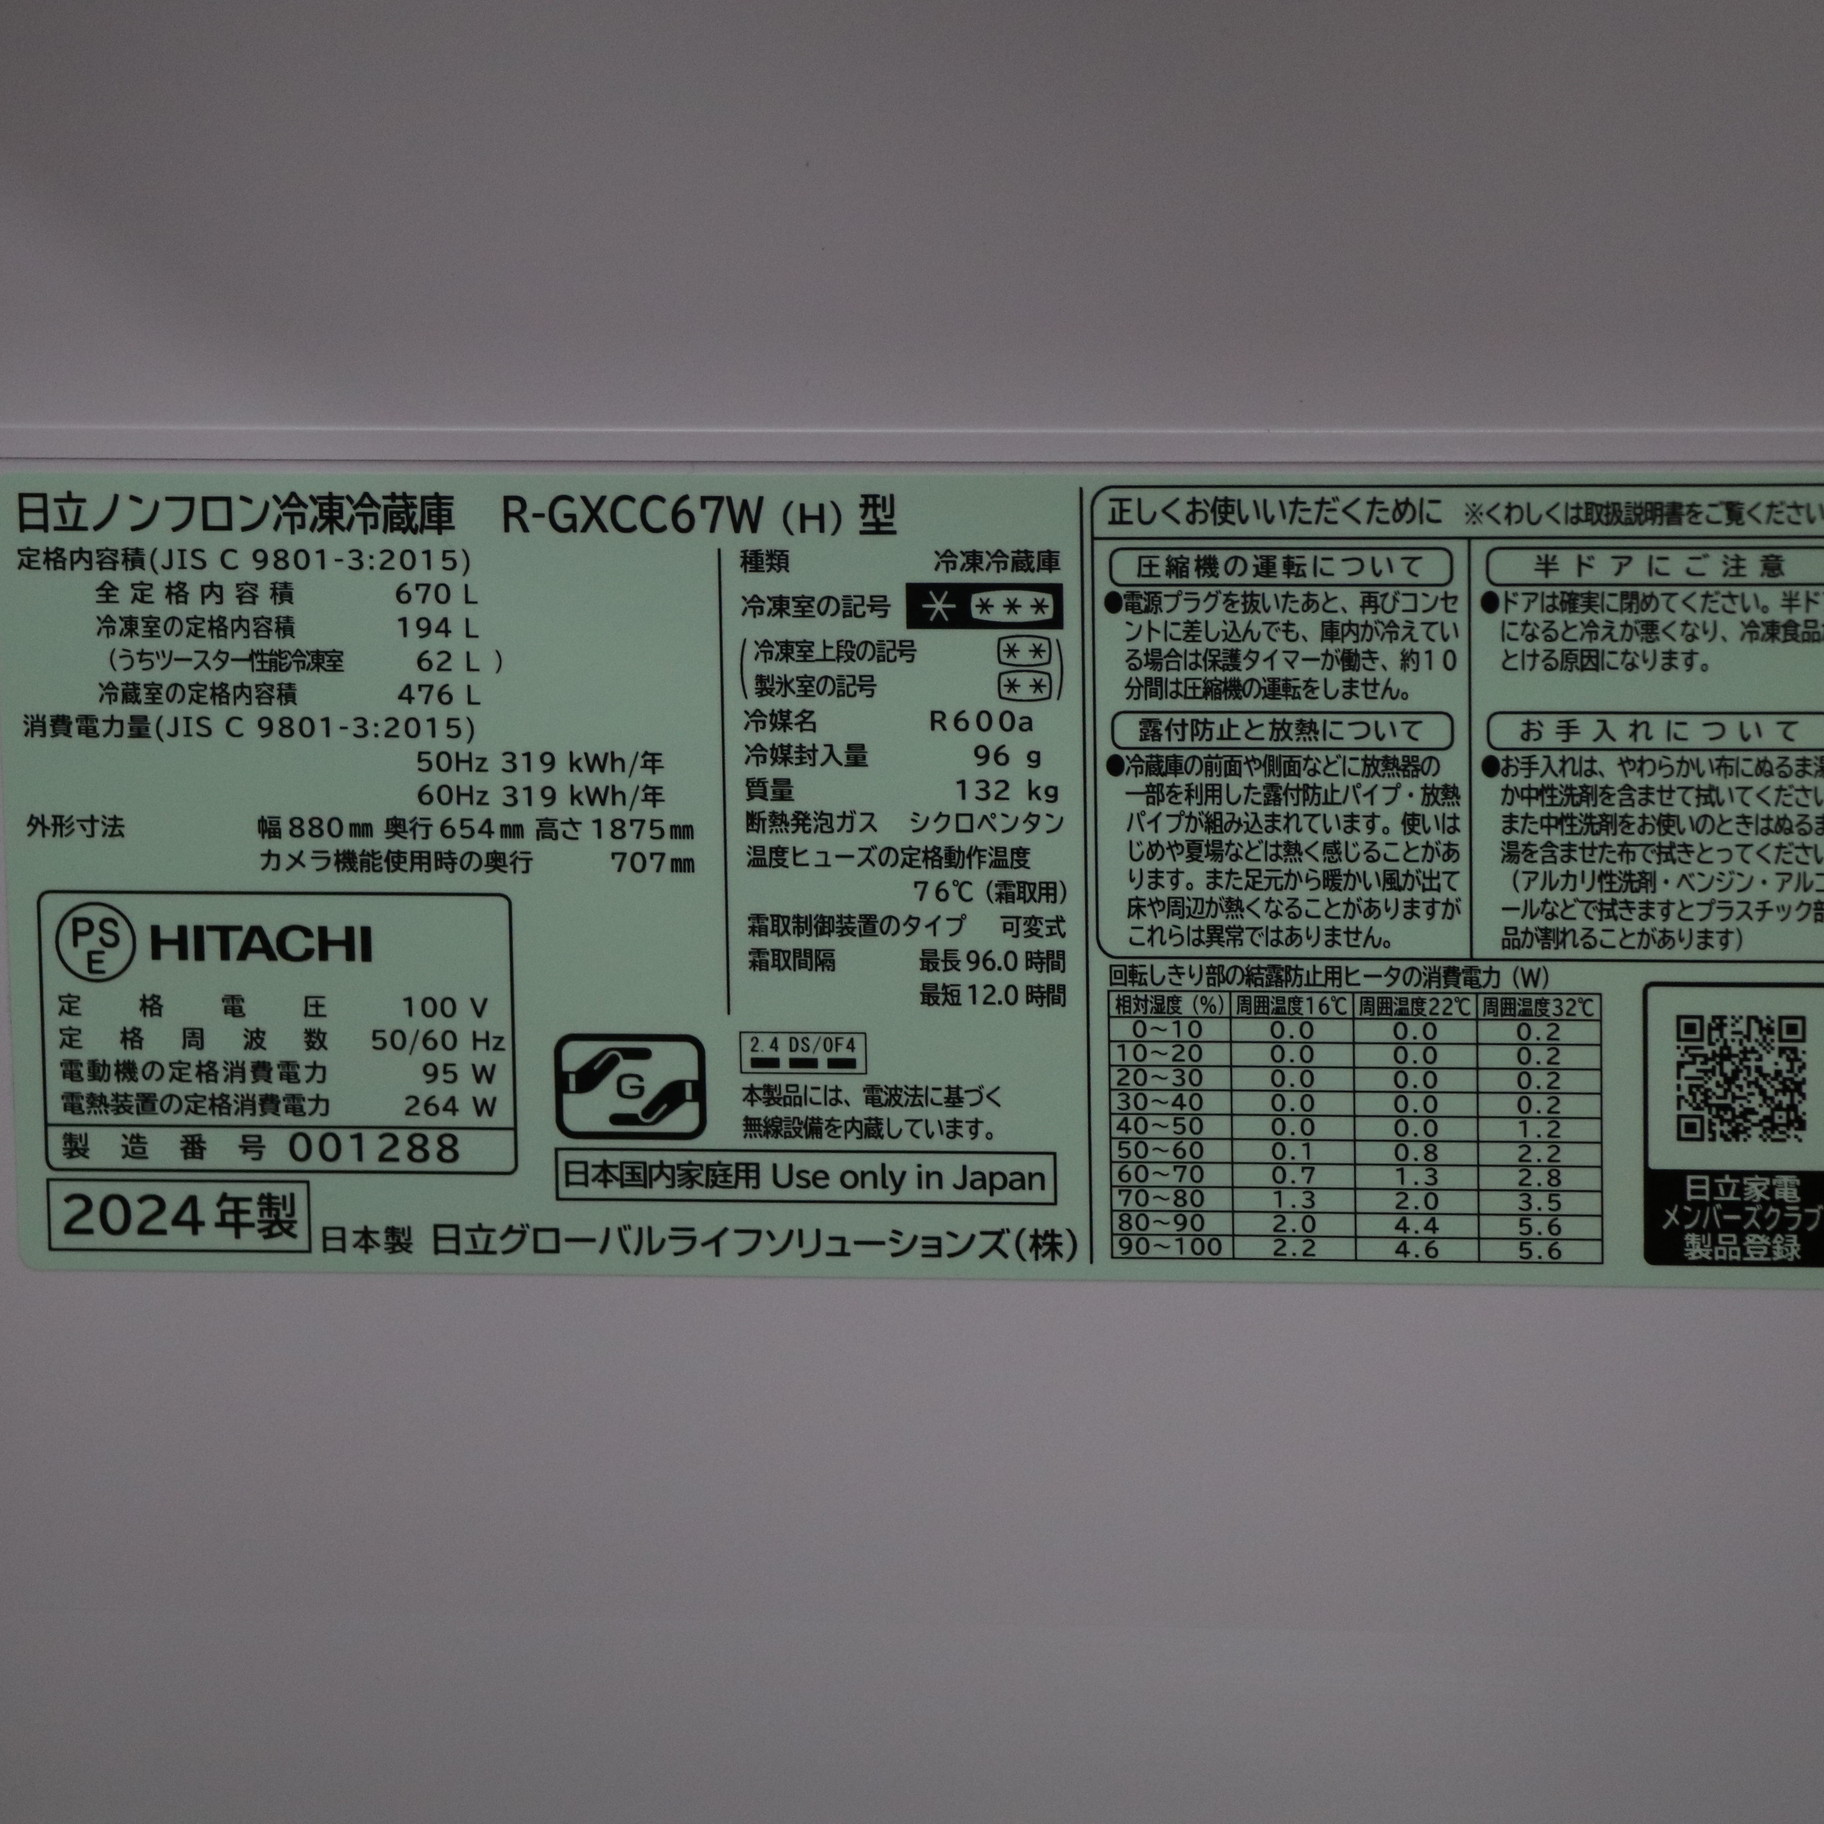 日立ノンフロン冷凍冷蔵庫 R-GXCC67W (H) 型
定格内容積(JIS C 9801-3:2015)
全定格内容積 670 L
冷凍室の定格内容積 194 L
(うちツースター性能冷凍室 62 L )
冷蔵室の定格内容積 476 L
消費電力量(JIS C 9801-3:2015)
50Hz 319 kWh/年
60Hz 319 kWh/年
外形寸法 幅880mm 奥行654mm 高さ1875mm
カメラ機能使用時の奥行 707mm
PSE HITACHI
定格電圧 100 V
定格周波数 50/60 Hz
電動機の定格消費電力 95 W
電熱装置の定格消費電力 264 W
製造番号 001288
2024年製
日本製 日立グローバルライフソリューションズ(株)
種類 冷凍冷蔵庫
冷凍室の記号 * ***
(冷凍室上段の記号 **)
(製氷室の記号 **)
冷媒名 R600a
冷媒封入量 96 g
質量 132 kg
断熱発泡ガス シクロペンタン
温度ヒューズの定格動作温度
76℃(霜取用)
霜取制御装置のタイプ 可変式
霜取間隔 最長96.0時間
最短12.0時間
G
2.4 DS/OF4
本製品には、電波法に基づく
無線設備を内蔵しています。
日本国内家庭用 Use only in Japan
正しくお使いいただくために ※くわしくは取扱説明書をご覧ください
圧縮機の運転について
●電源プラグを抜いたあと、再びコンセ
ントに差し込んでも、庫内が冷えてい
る場合は保護タイマーが働き、約10
分間は圧縮機の運転をしません。
露付防止と放熱について
●冷蔵庫の前面や側面などに放熱器の
一部を利用した露付防止パイプ・放熱
パイプが組み込まれています。使いは
じめや夏場などは熱く感じることがあ
ります。また足元から暖かい風が出て
床や周辺が熱くなることがありますが
これらは異常ではありません。
半ドアにご注意
●ドアは確実に閉めてください。半ド
になると冷えが悪くなり、冷凍食品
とける原因になります。
お手入れについて
●お手入れは、やわらかい布にぬるま湯
か中性洗剤を含ませて拭いてください
また中性洗剤をお使いのときはぬるま
湯を含ませた布で拭きとってください
(アルカリ性洗剤・ベンジン・アルコ
ールなどで拭きますとプラスチック部
品が割れることがあります)
回転しきり部の結露防止用ヒータの消費電力 (W)
相対湿度 (%) 周囲温度16℃ 周囲温度22℃ 周囲温度32℃
0~10 0.0 0.0 0.2
10~20 0.0 0.0 0.2
20~30 0.0 0.0 0.2
30~40 0.0 0.0 0.2
40~50 0.0 0.0 1.2
50~60 0.1 0.8 2.2
60~70 0.7 1.3 2.8
70~80 1.3 2.0 3.5
80~90 2.0 4.4 5.6
90~100 2.2 4.6 5.6
日立家電
メンバーズクラブ
製品登録